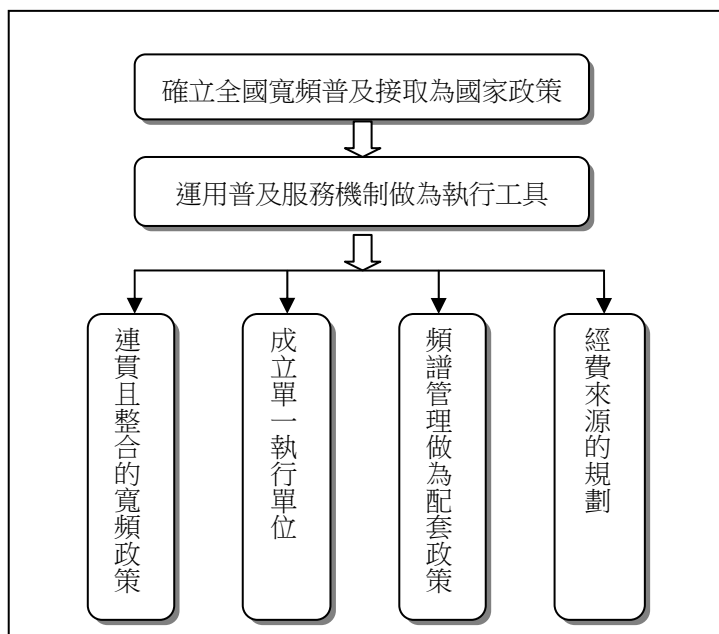 確立全國寬頻普及接取為國家政策
運用普及服務機制做為執行工具
連貫且整合的寬頻政策
成立單一執行單位
頻譜管理做為配套政策
經費來源的規劃